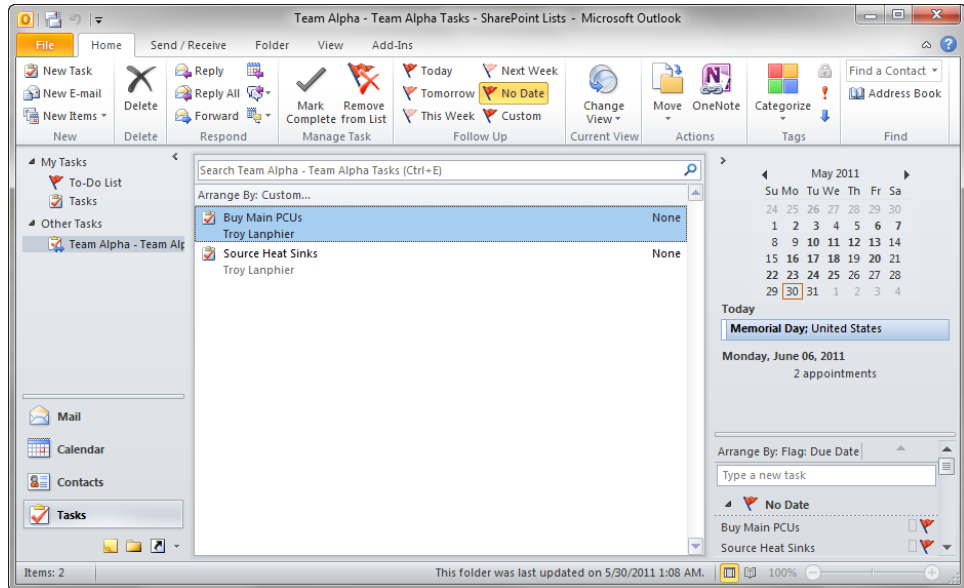 Team Alpha - Team Alpha Tasks - SharePoint Lists - Microsoft Outlook
File Home Send / Receive Folder View Add-Ins
New Task
New E-mail
New Items
New
Delete
Delete
Reply
Reply All
Forward
Respond
Mark Complete
Remove from List
Manage Task
Today
Next Week
Tomorrow
No Date
This Week
Custom
Follow Up
Change View
Current View
Move
OneNote
Actions
Categorize
Tags
Find a Contact
Address Book
Find
My Tasks
To-Do List
Tasks
Other Tasks
Team Alpha - Team Alp
Mail
Calendar
Contacts
Tasks
Search Team Alpha - Team Alpha Tasks (Ctrl+E)
Arrange By: Custom...
Buy Main PCUs None
Troy Lanphier
Source Heat Sinks None
Troy Lanphier
May 2011
Su Mo Tu We Th Fr Sa
24 25 26 27 28 29 30
1 2 3 4 5 6 7
8 9 10 11 12 13 14
15 16 17 18 19 20 21
22 23 24 25 26 27 28
29 30 31 1 2 3 4
Today
Memorial Day; United States
Monday, June 06, 2011
2 appointments
Arrange By: Flag: Due Date
Type a new task
No Date
Buy Main PCUs
Source Heat Sinks
Items: 2
This folder was last updated on 5/30/2011 1:08 AM.
100%